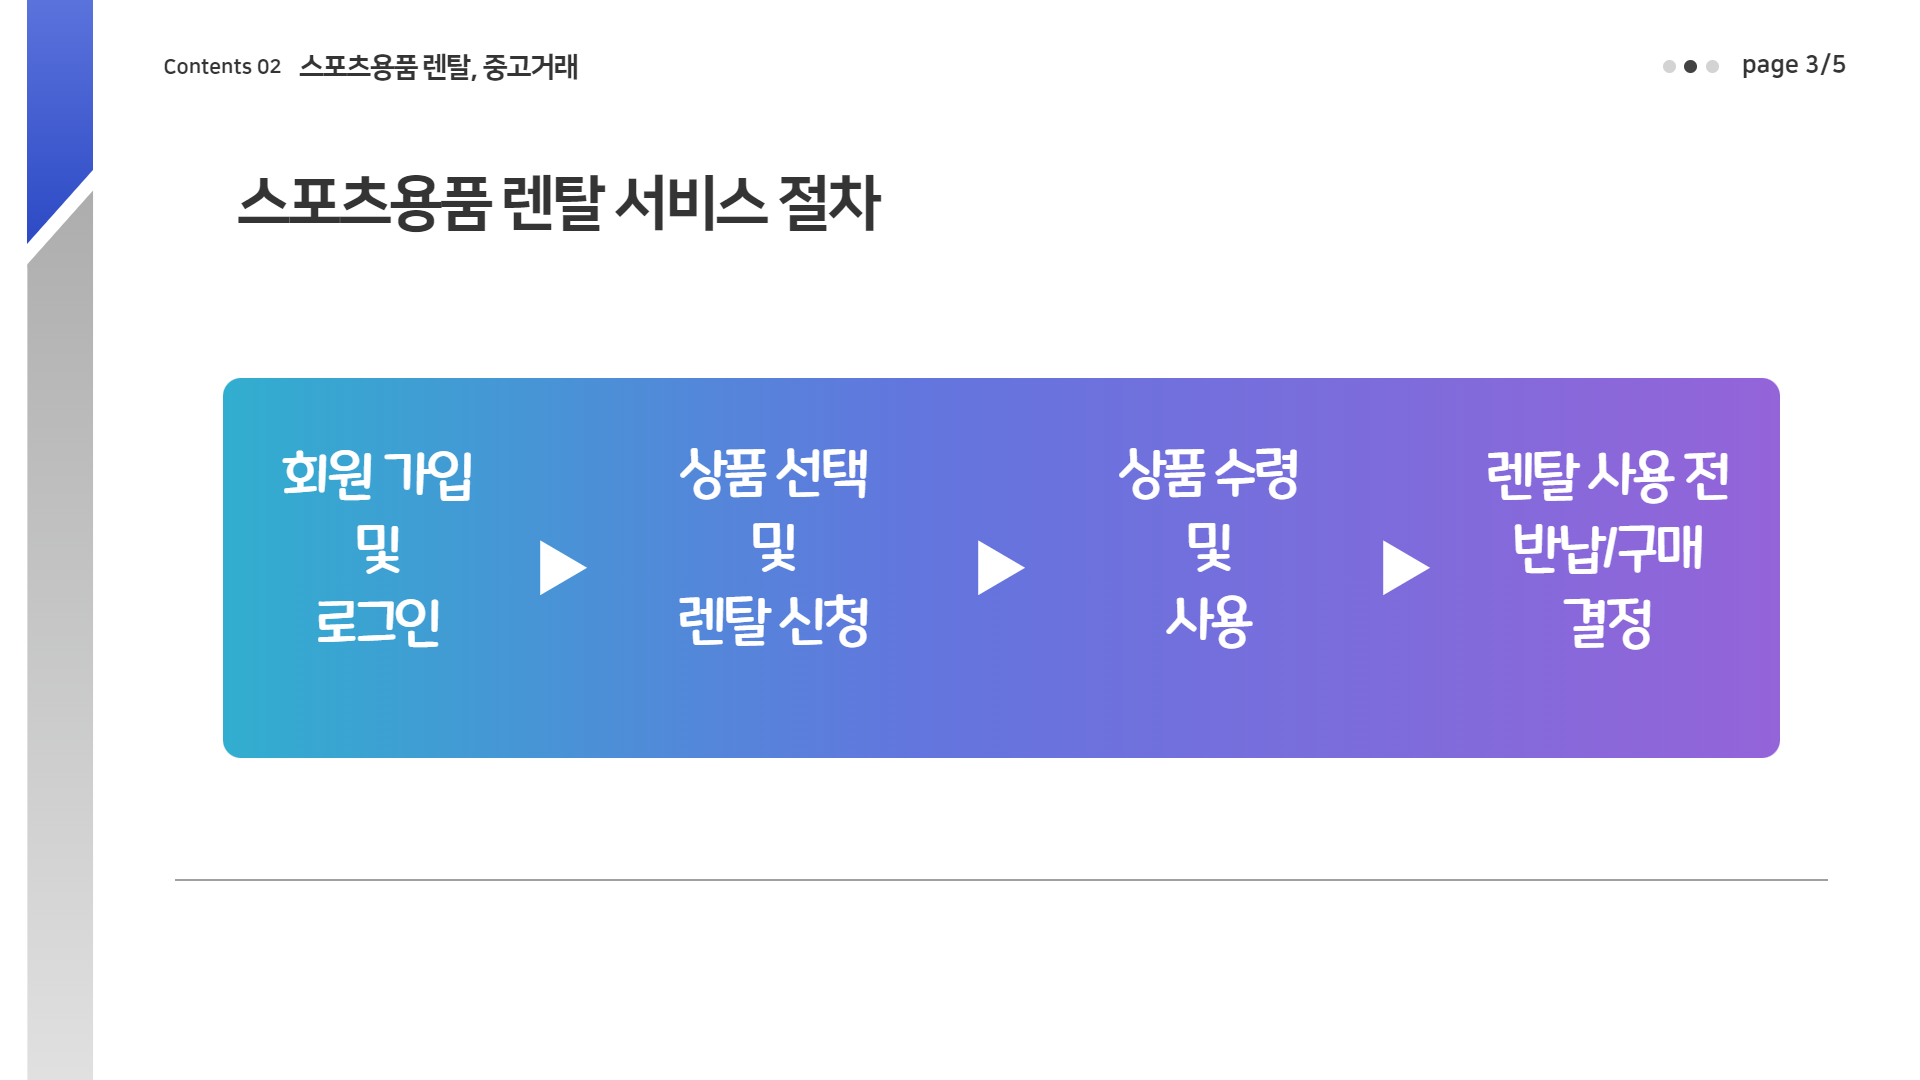 Contents 02 스포츠용품 렌탈, 중고거래
page 3/5
스포츠용품 렌탈 서비스 절차
회원 가입
및
로그인
상품 선택
및
렌탈 신청
상품 수령
및
사용
렌탈 사용 전
반납/구매
결정